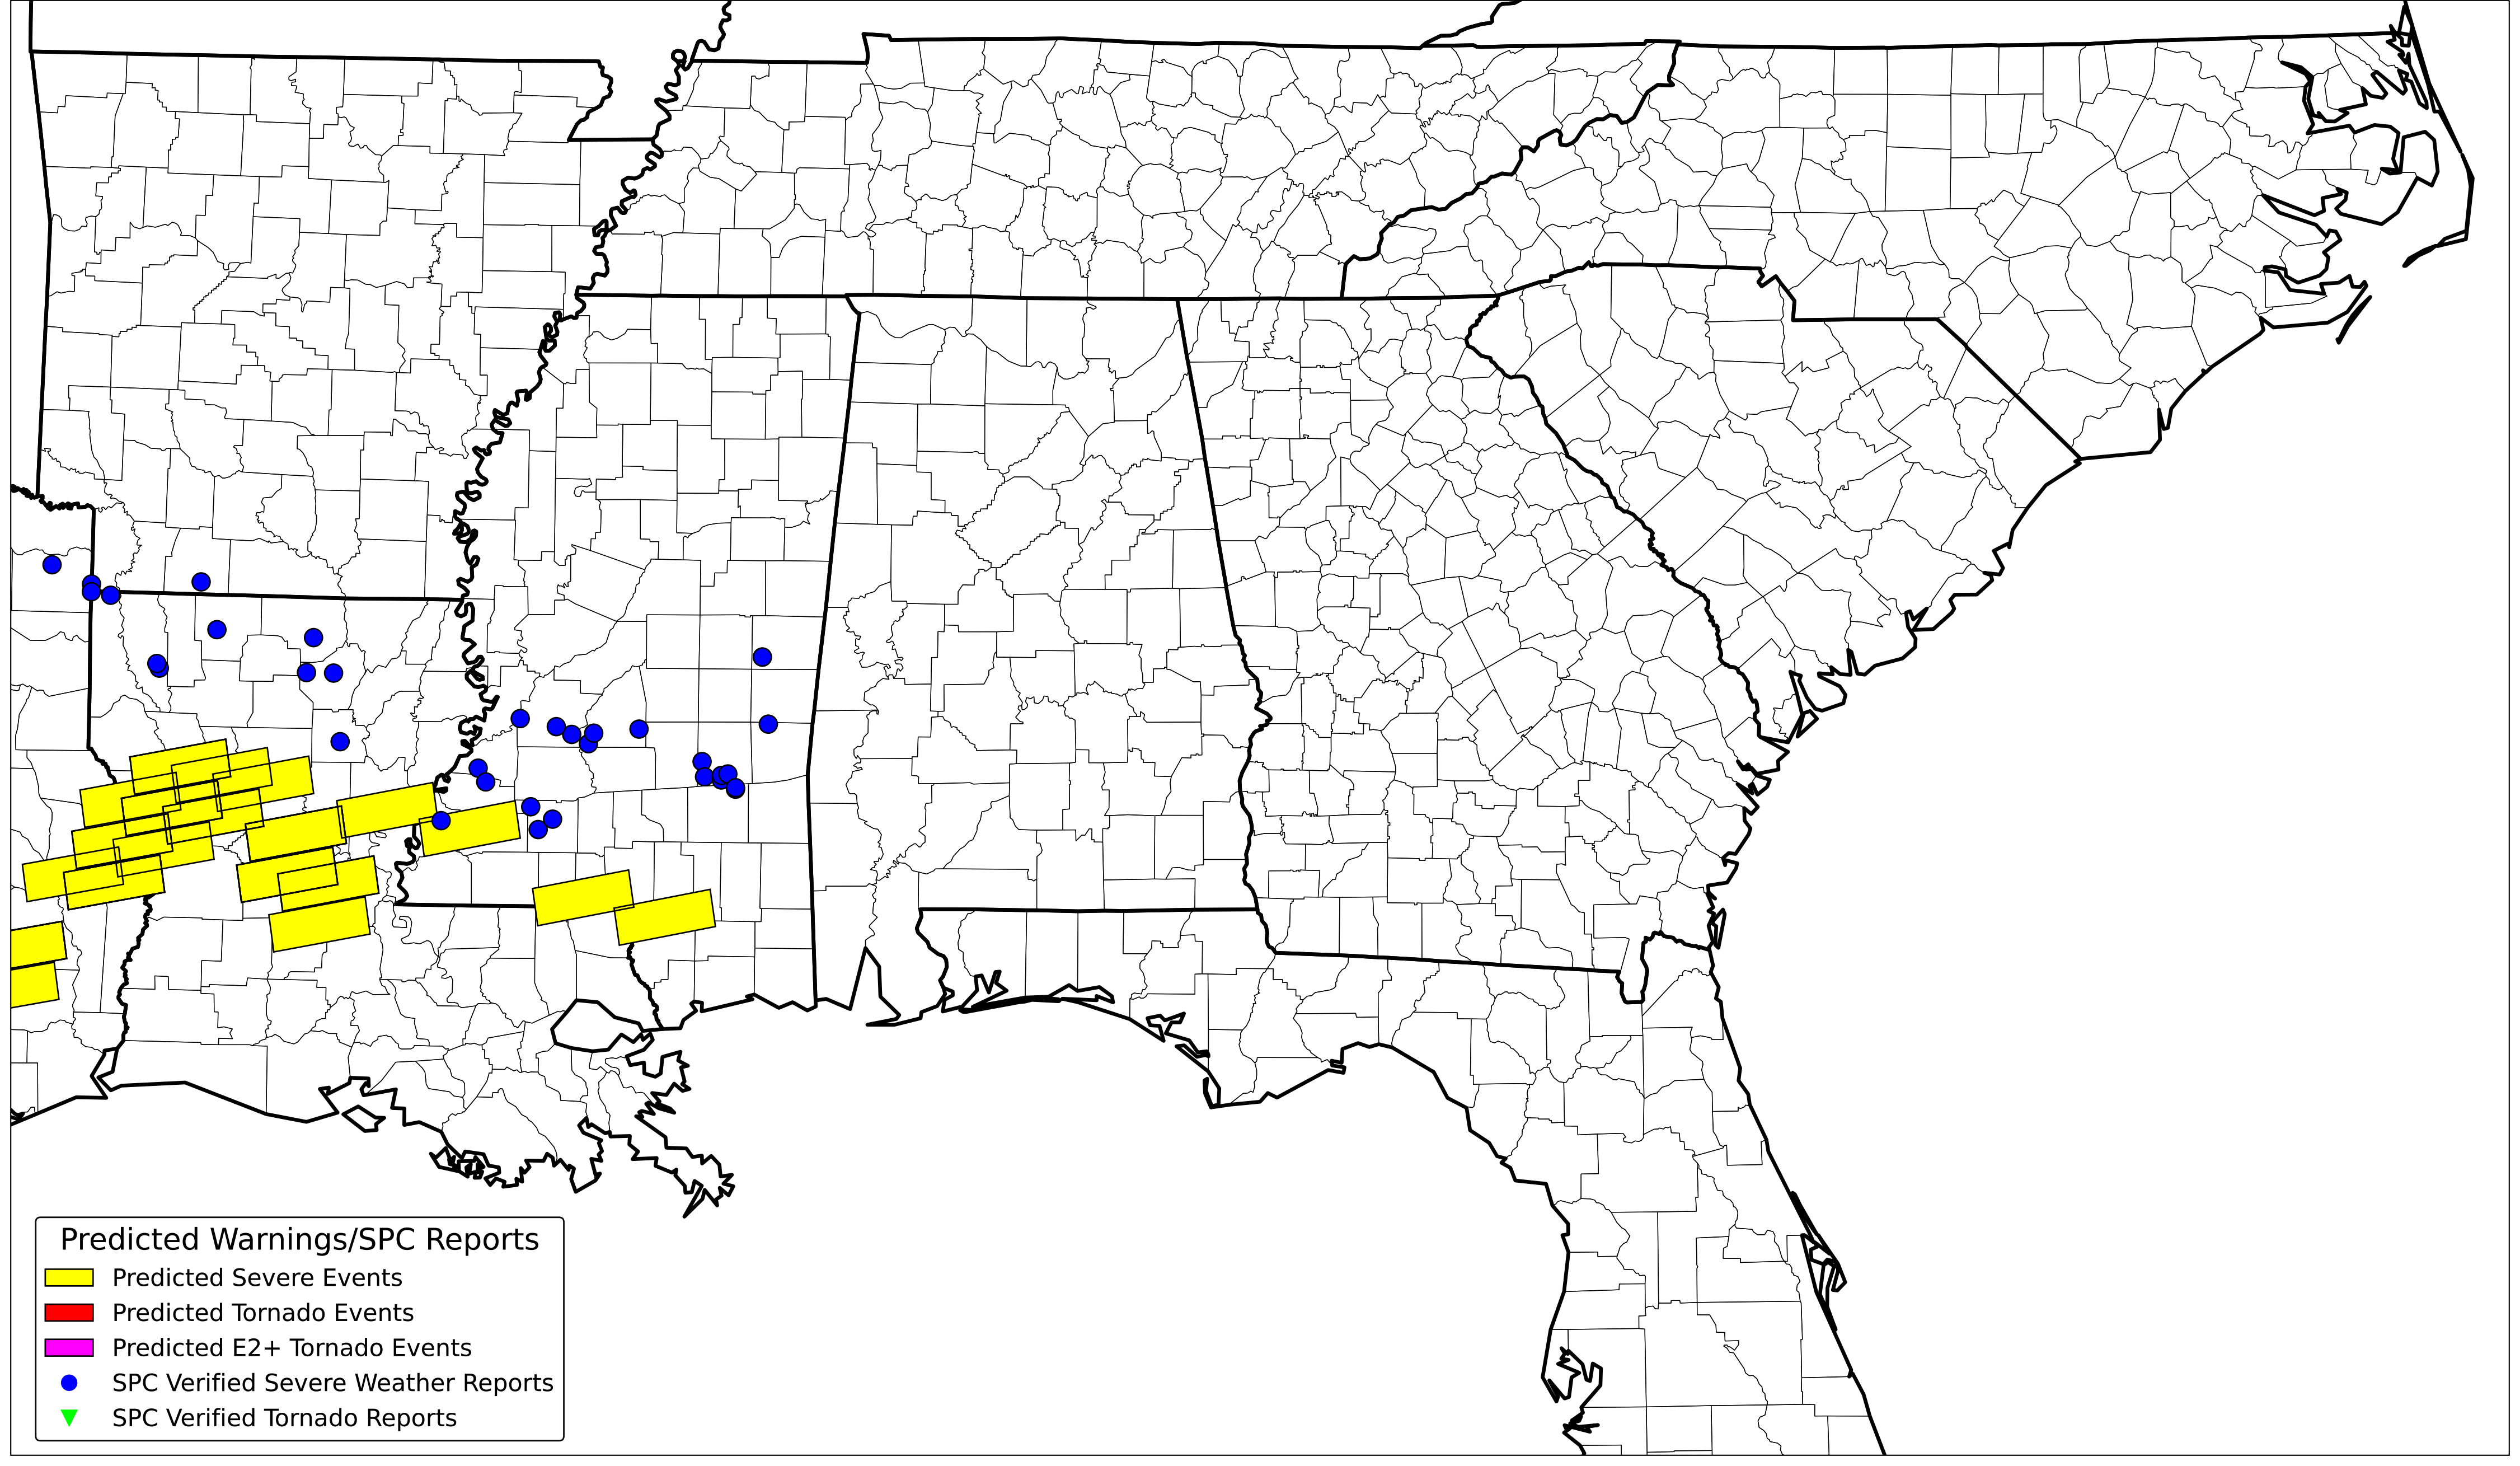 Predicted Warnings/SPC Reports
Predicted Severe Events
Predicted Tornado Events
Predicted E2+ Tornado Events
SPC Verified Severe Weather Reports
SPC Verified Tornado Reports